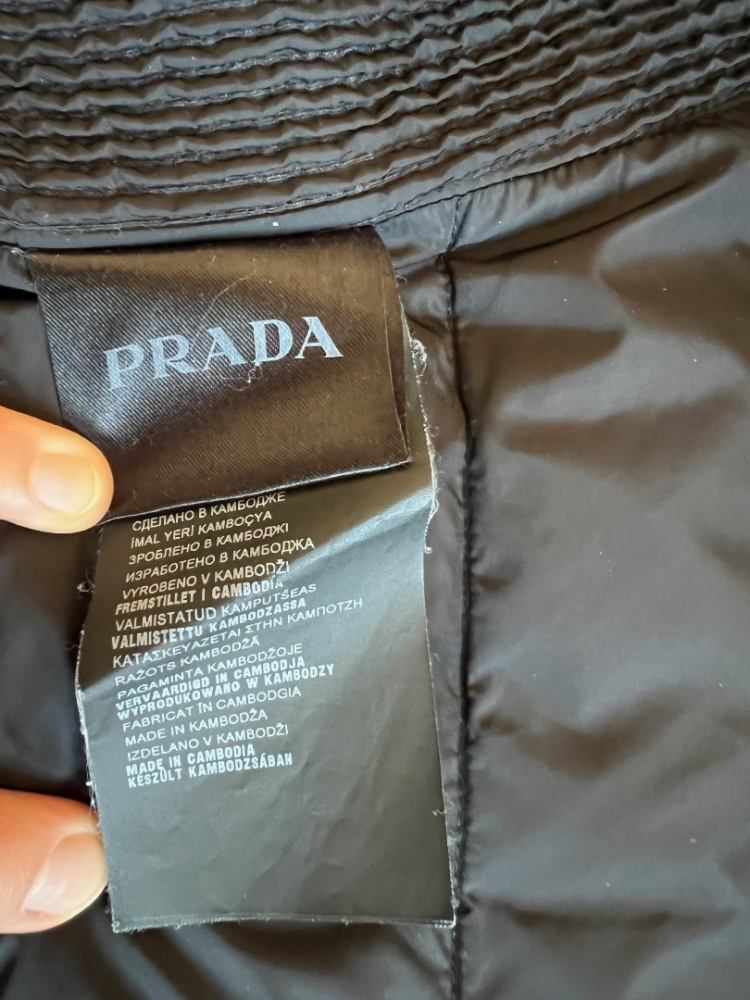 PRADA
СДЕЛАНО В КАМБОДЖЕ
İMAL YERİ KAMBOÇYA
ЗРОБЛЕНО В КАМБОДЖІ
ИЗРАБОТЕНО В КАМБОДЖА
VYROBENO V KAMBODŽI
FREMSTILLET I CAMBODIA
VALMISTATUD KAMPUTŠEAS
VALMISTETTU KAMBODZASSA
ΚΑΤΑΣΚΕΥΑΖΕΤΑΙ ΣΤΗΝ ΚΑΜΠΟΤΖΗ
RAŽOTS KAMBODŽĀ
PAGAMINTA KAMBODŽOJE
VERVAARDIGD IN CAMBODJA
WYPRODUKOWANO W KAMBODZY
FABRICAT ÎN CAMBODGIA
MADE IN KAMBODŽA
IZDELANO V KAMBODŽI
MADE IN CAMBODIA
KÉSZÜLT KAMBODZSÁBAN